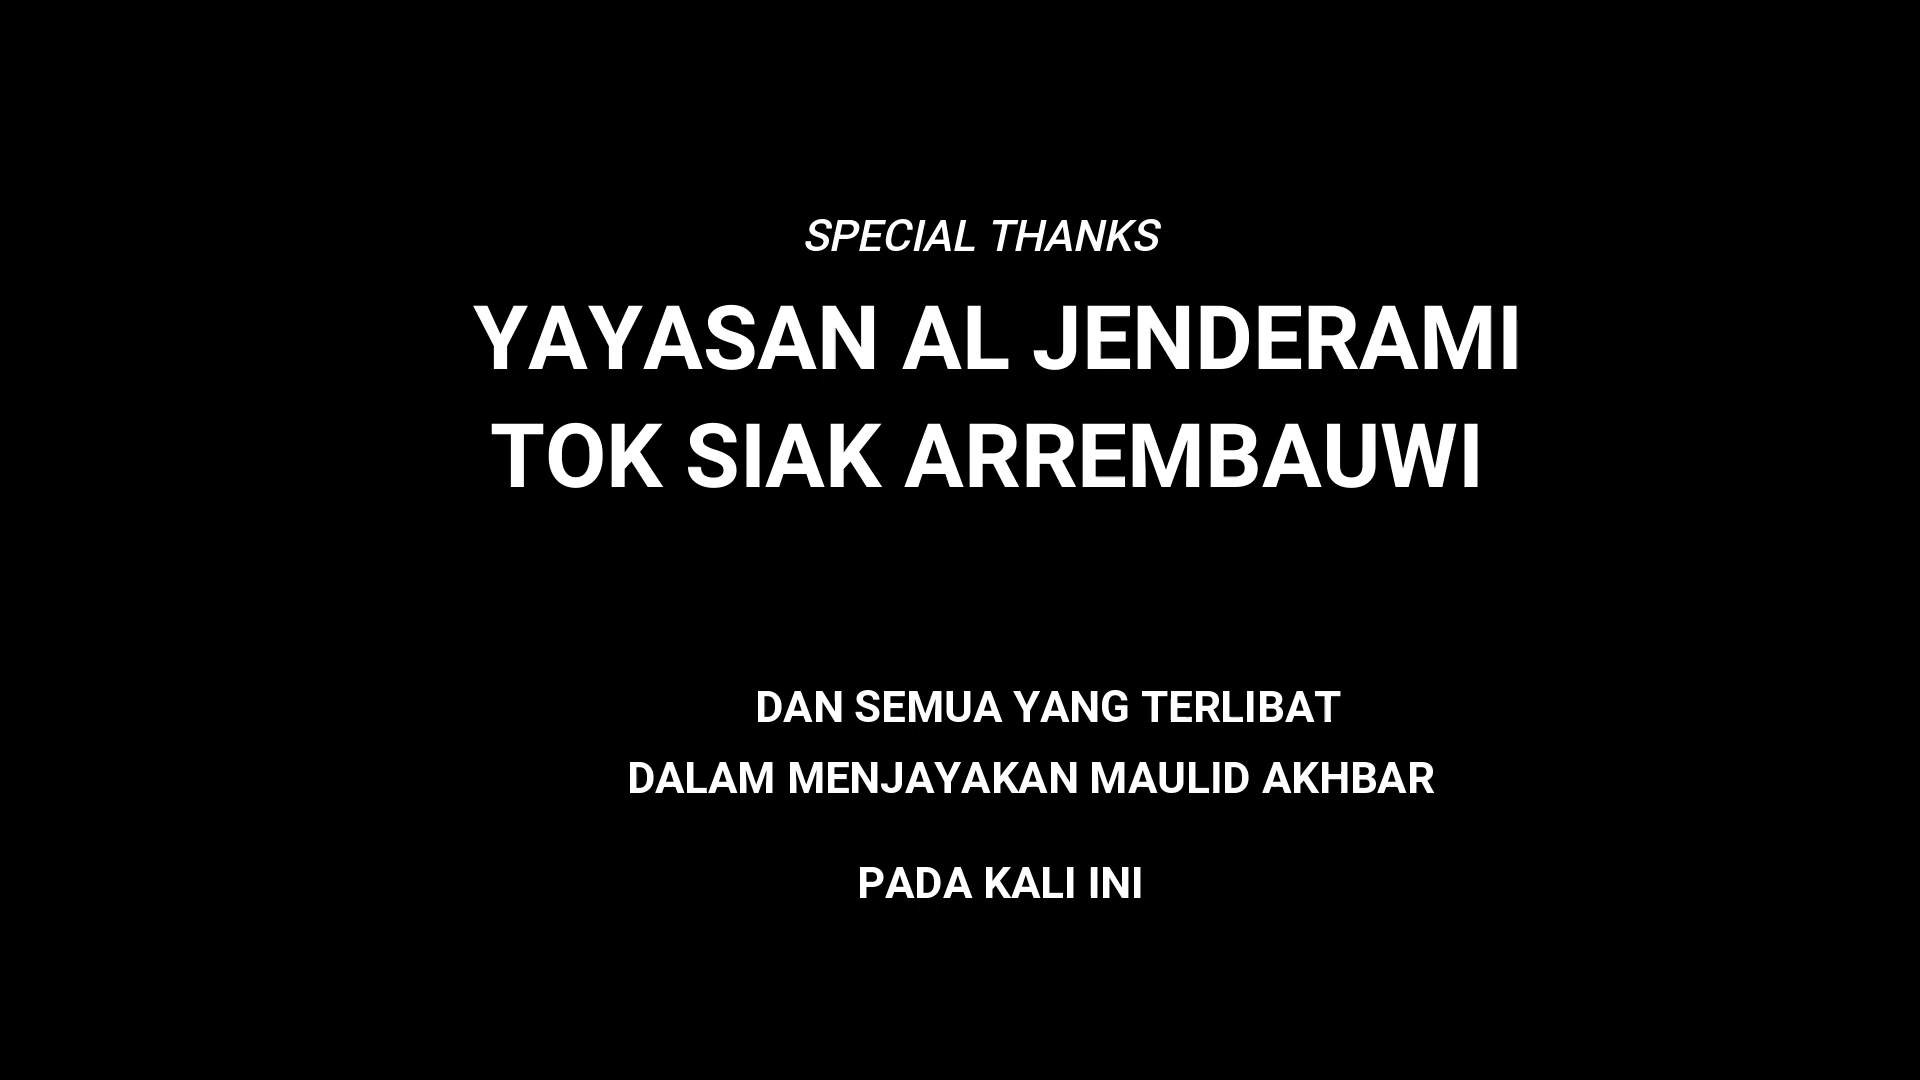 SPECIAL THANKS
YAYASAN AL JENDERAMI
TOK SIAK ARREMBAUWI
DAN SEMUA YANG TERLIBAT
DALAM MENJAYAKAN MAULID AKHBAR
PADA KALI INI